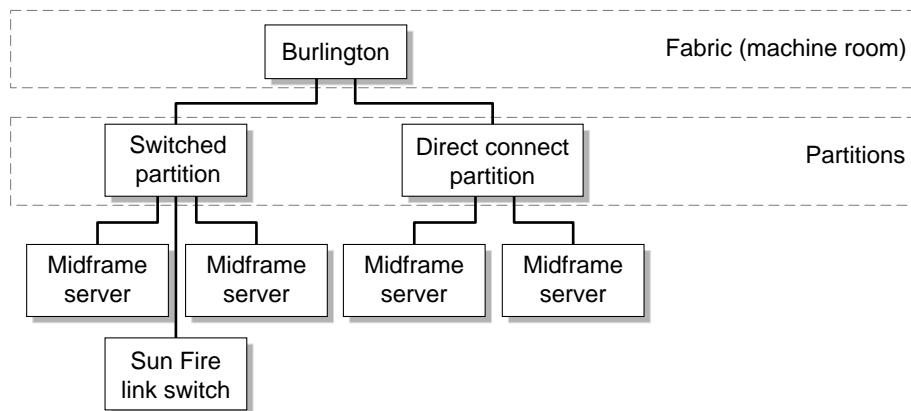 Burlington
Fabric (machine room)
Switched
partition
Direct connect
partition
Partitions
Midframe
server
Midframe
server
Midframe
server
Midframe
server
Sun Fire
link switch